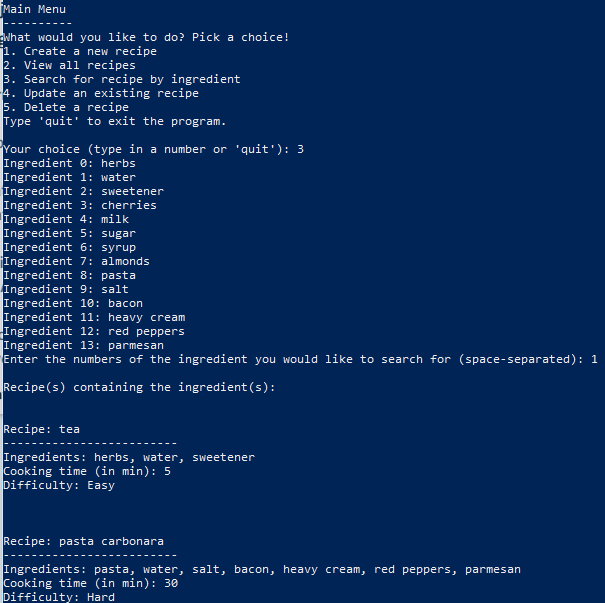 Main Menu
----------
What would you like to do? Pick a choice!
1. Create a new recipe
2. View all recipes
3. Search for recipe by ingredient
4. Update an existing recipe
5. Delete a recipe
Type 'quit' to exit the program.
Your choice (type in a number or 'quit'): 3
Ingredient 0: herbs
Ingredient 1: water
Ingredient 2: sweetener
Ingredient 3: cherries
Ingredient 4: milk
Ingredient 5: sugar
Ingredient 6: syrup
Ingredient 7: almonds
Ingredient 8: pasta
Ingredient 9: salt
Ingredient 10: bacon
Ingredient 11: heavy cream
Ingredient 12: red peppers
Ingredient 13: parmesan
Enter the numbers of the ingredient you would like to search for (space-separated): 1
Recipe(s) containing the ingredient(s):
Recipe: tea
-------------------------
Ingredients: herbs, water, sweetener
Cooking time (in min): 5
Difficulty: Easy
Recipe: pasta carbonara
-------------------------
Ingredients: pasta, water, salt, bacon, heavy cream, red peppers, parmesan
Cooking time (in min): 30
Difficulty: Hard